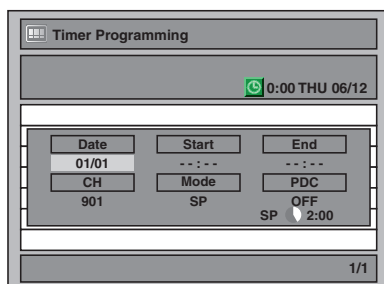 Timer Programming
0:00 THU 06/12
Date Start End
01/01 --:-- --:--
CH Mode PDC
901 SP OFF
SP 2:00
1/1